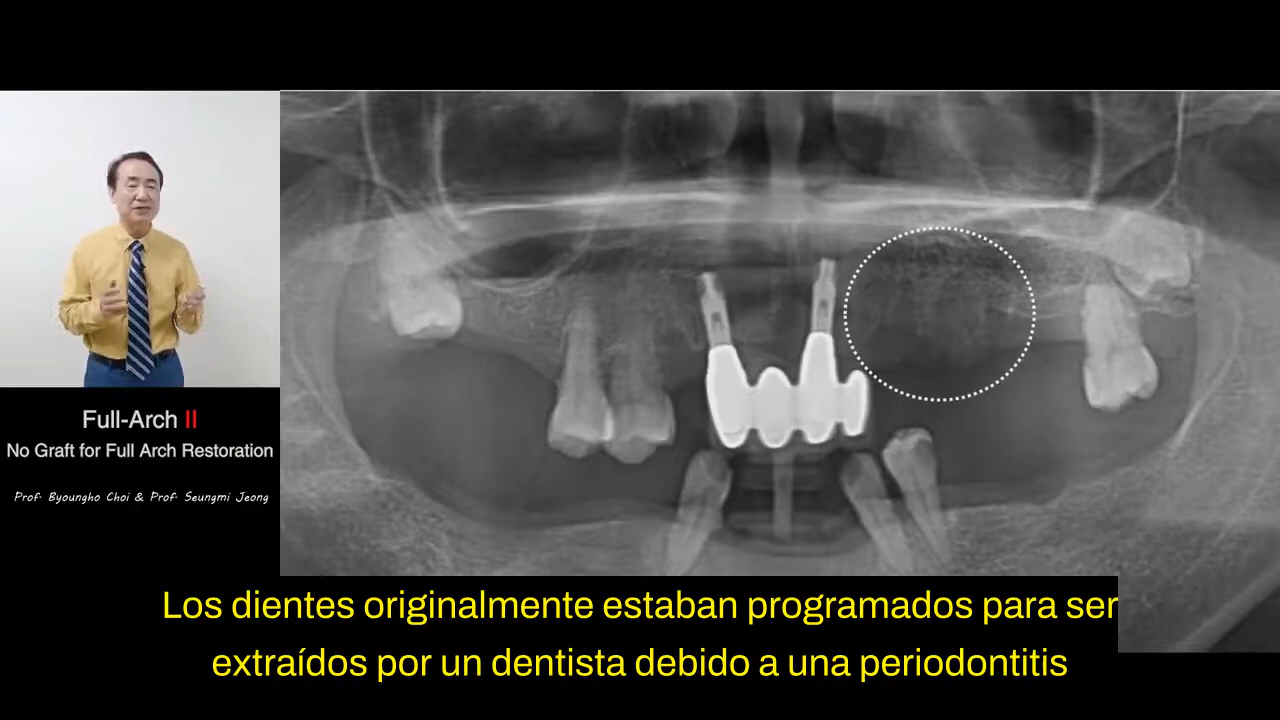 Full-Arch II
No Graft for Full Arch Restoration
Prof. Byoungho Choi & Prof. Seungmi Jeong
Los dientes originalmente estaban programados para ser
extraídos por un dentista debido a una periodontitis